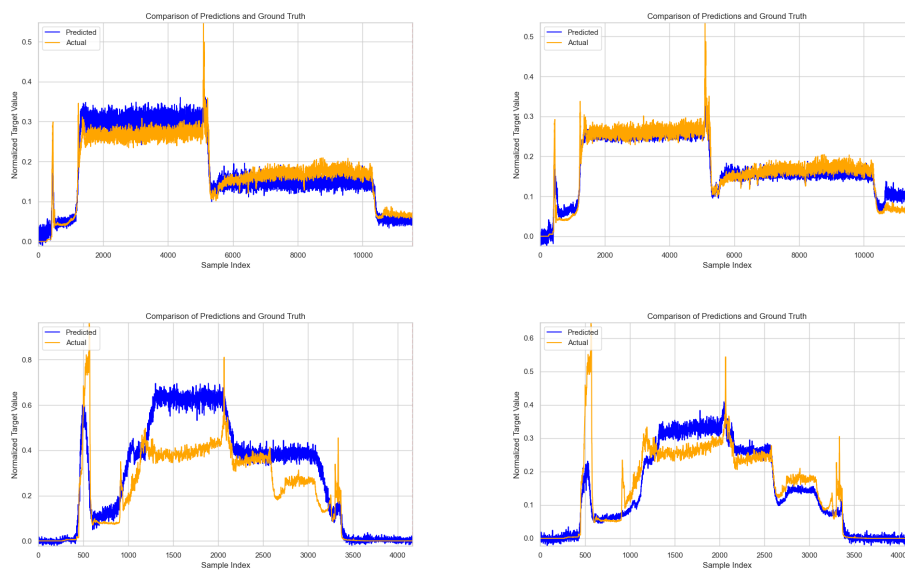 Comparison of Predictions and Ground Truth
Predicted
Actual
Normalized Target Value
0.5
0.4
0.3
0.2
0.1
0.0
0 2000 4000 6000 8000 10000
Sample Index
Comparison of Predictions and Ground Truth
Predicted
Actual
Normalized Target Value
0.5
0.4
0.3
0.2
0.1
0.0
0 2000 4000 6000 8000 10000
Sample Index
Comparison of Predictions and Ground Truth
Predicted
Actual
Normalized Target Value
0.8
0.6
0.4
0.2
0.0
0 500 1000 1500 2000 2500 3000 3500 4000
Sample Index
Comparison of Predictions and Ground Truth
Predicted
Actual
Normalized Target Value
0.6
0.5
0.4
0.3
0.2
0.1
0.0
0 500 1000 1500 2000 2500 3000 3500 4000
Sample Index